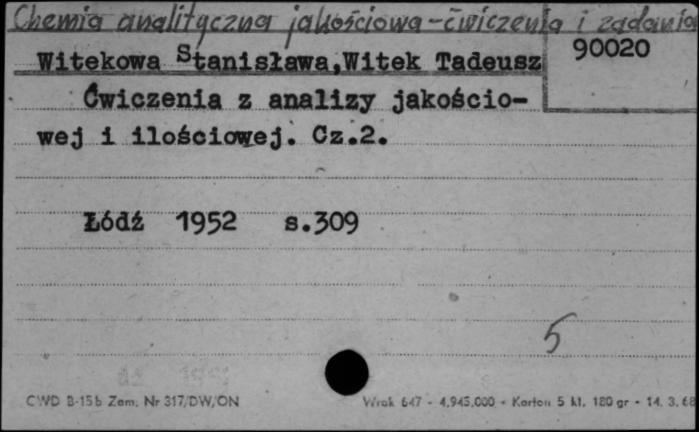 Chemia analityczna jakościowa - ćwiczenia i zadania
90020
Witekowa Stanisława,Witek Tadeusz
Ćwiczenia z analizy jakościo-
wej i ilościowej. Cz.2.
Łódź 1952 s.309
5
CWD B-15b Zam. Nr 317/DW/ON
Wrak 647 - 4.945.000 - Karton 5 kl. 180 gr - 14. 3. 68